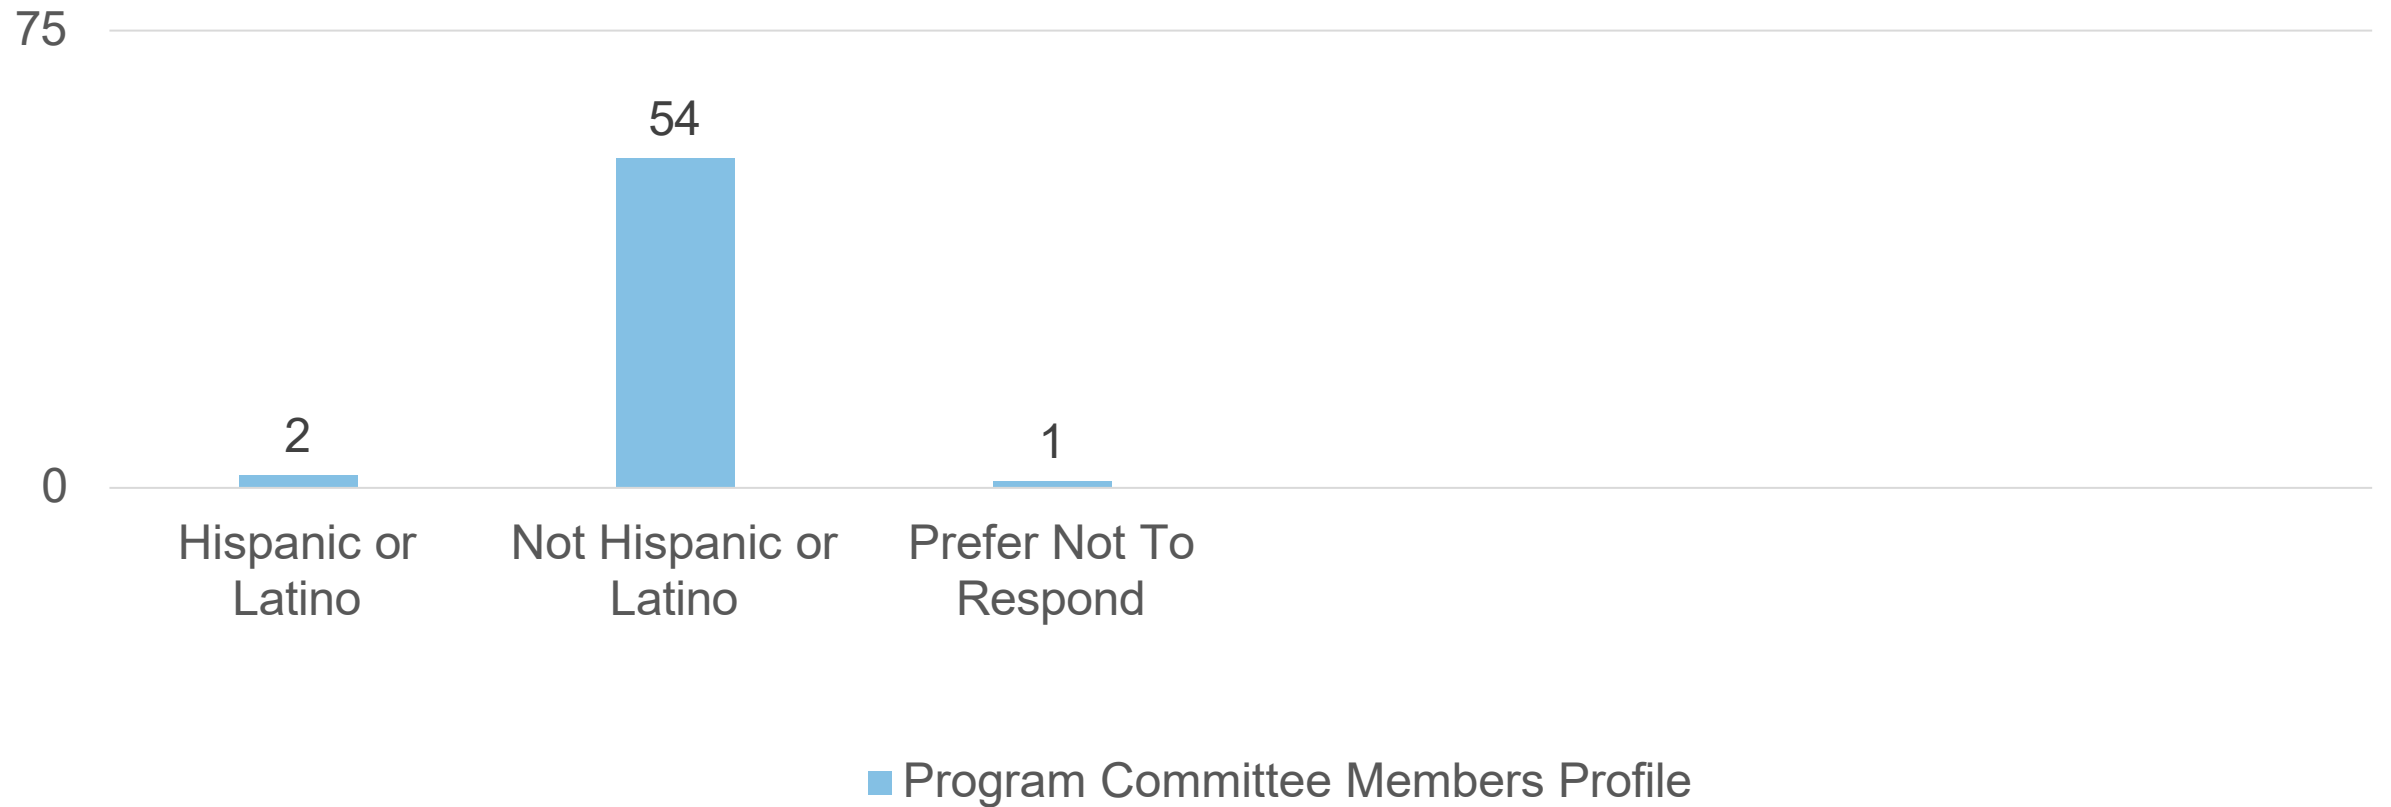 75
54
2
1
0
Hispanic or
Latino
Not Hispanic or
Latino
Prefer Not To
Respond
Program Committee Members Profile